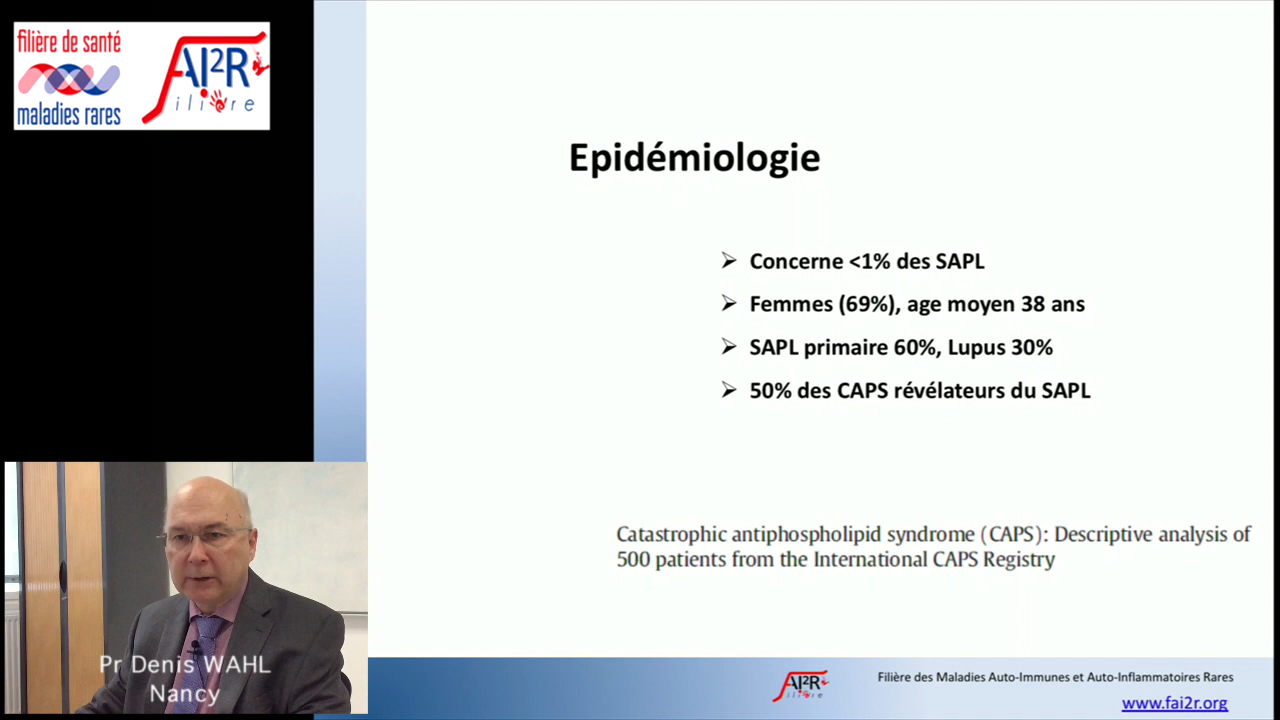 filière de santé
maladies rares
FAI2R
ilière
Epidémiologie
Concerne <1% des SAPL
Femmes (69%), age moyen 38 ans
SAPL primaire 60%, Lupus 30%
50% des CAPS révélateurs du SAPL
Catastrophic antiphospholipid syndrome (CAPS): Descriptive analysis of
500 patients from the International CAPS Registry
Pr Denis WAHL
Nancy
FAI2R
ilière
Filière des Maladies Auto-Immunes et Auto-Inflammatoires Rares
www.fai2r.org